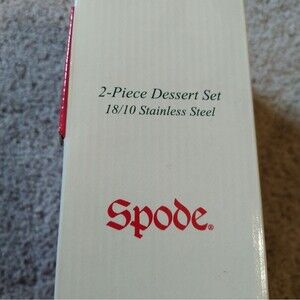 2-Piece Dessert Set
18/10 Stainless Steel
Spode®